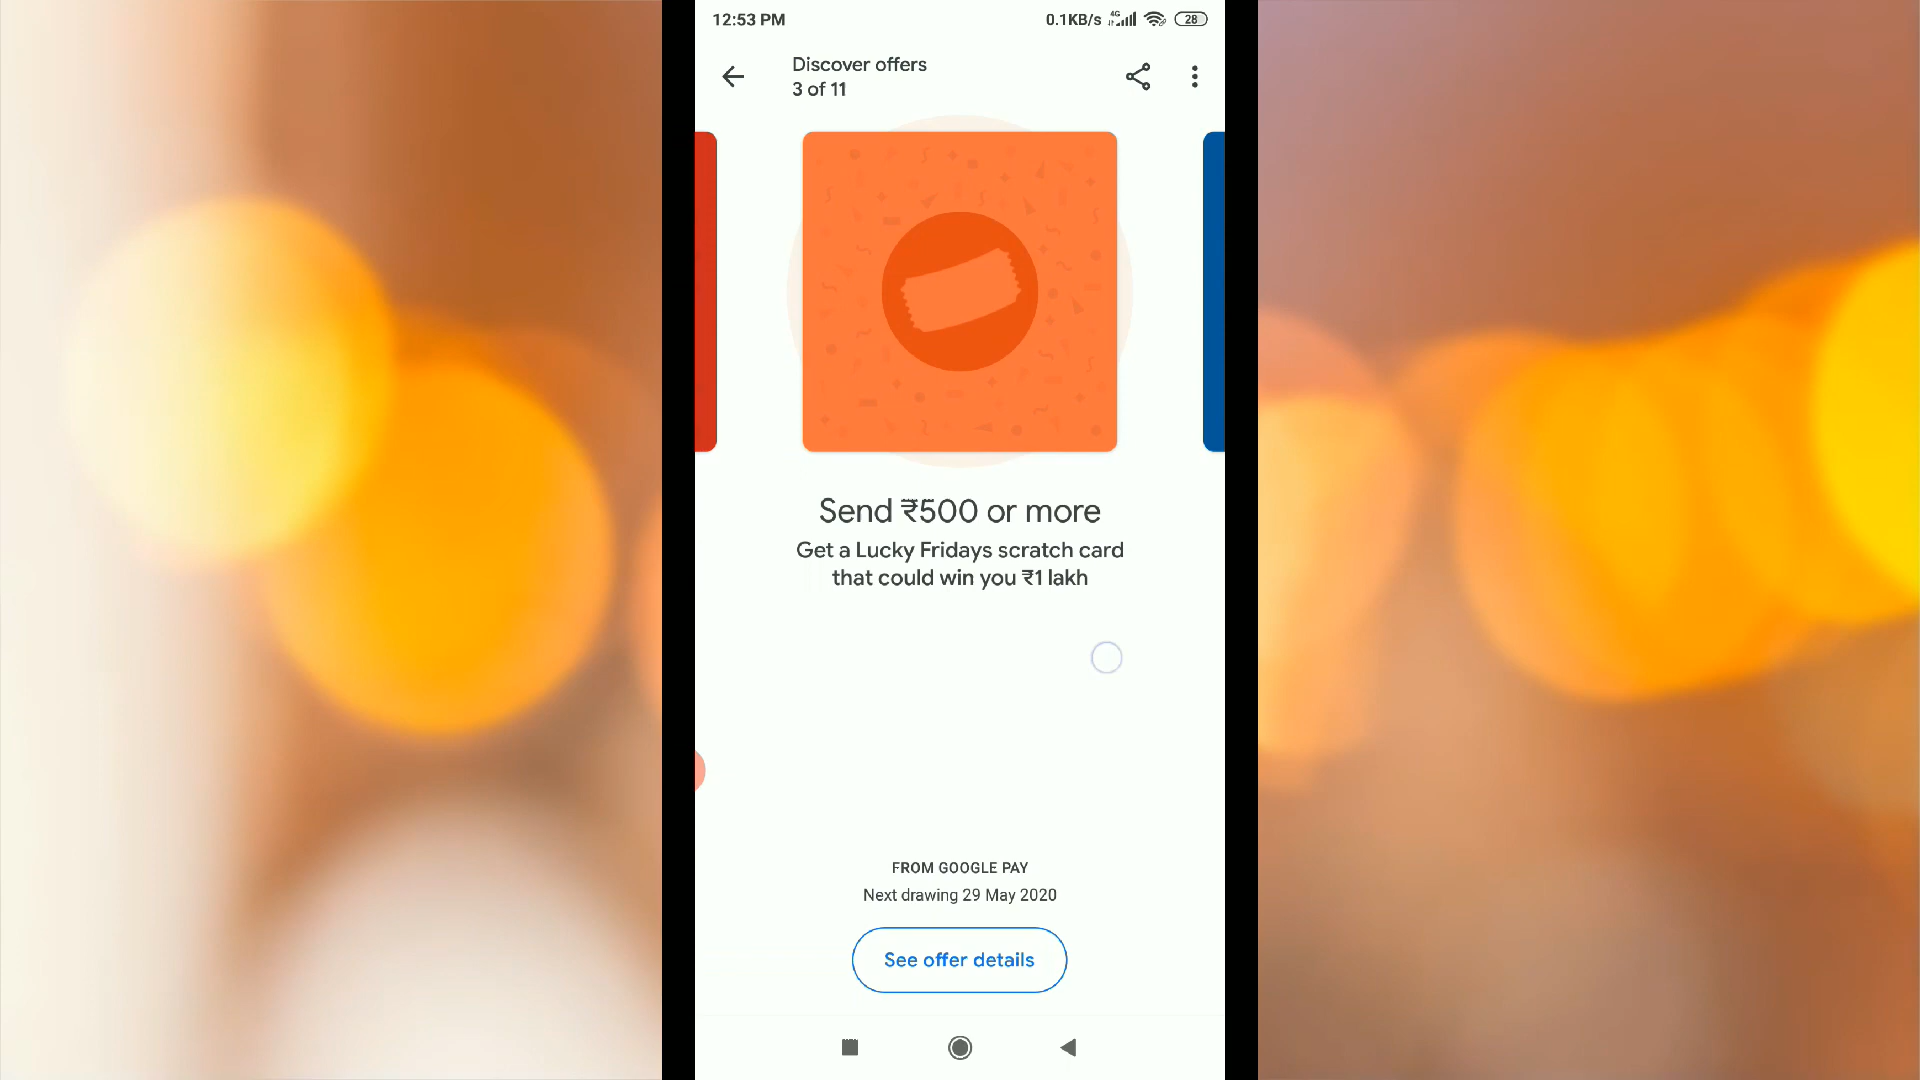 12:53 PM
0.1KB/s 4G 28
Discover offers
3 of 11
Send ₹500 or more
Get a Lucky Fridays scratch card
that could win you ₹1 lakh
FROM GOOGLE PAY
Next drawing 29 May 2020
See offer details